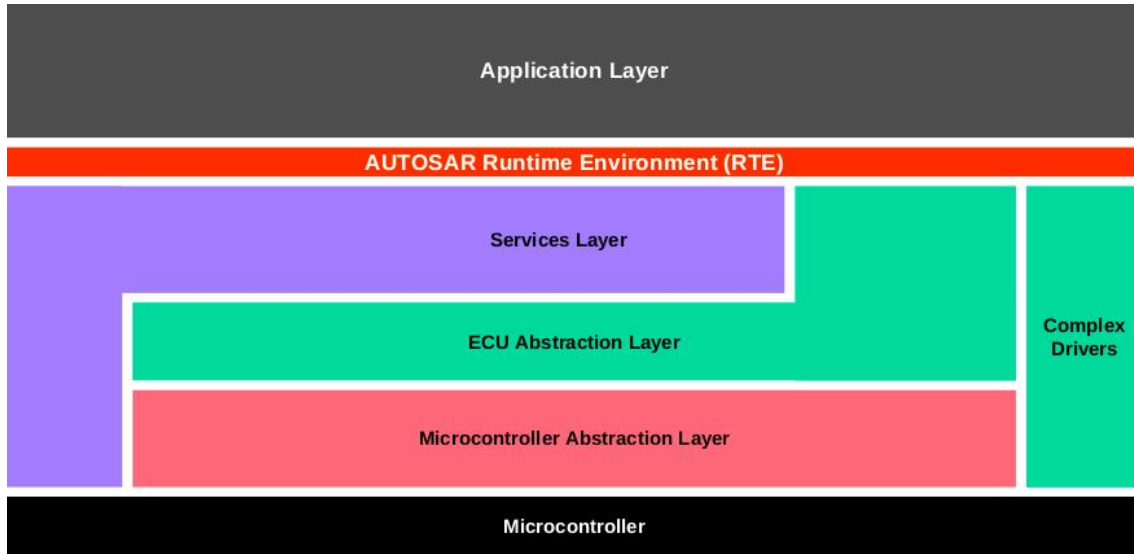 Application Layer
AUTOSAR Runtime Environment (RTE)
Services Layer
ECU Abstraction Layer
Complex
Drivers
Microcontroller Abstraction Layer
Microcontroller